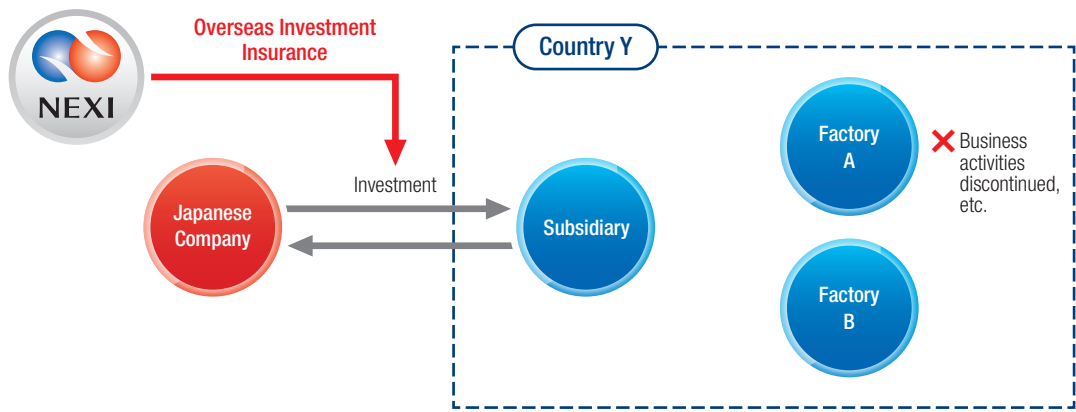 NEXI
Overseas Investment
Insurance
Country Y
Japanese
Company
Investment
Subsidiary
Factory
A
Business
activities
discontinued,
etc.
Factory
B